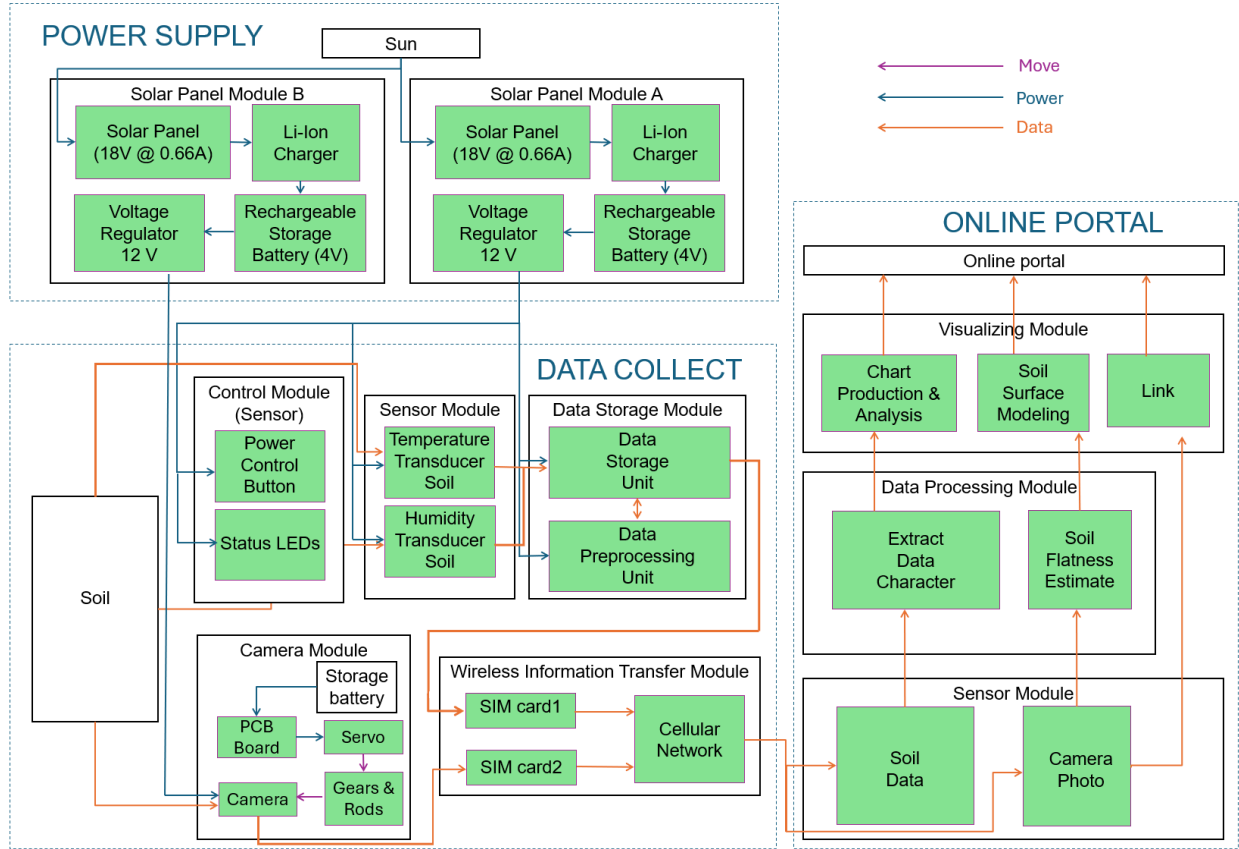 POWER SUPPLY
Sun
Move
Power
Data
Solar Panel Module B
Solar Panel
(18V @ 0.66A)
Li-Ion
Charger
Voltage
Regulator
12 V
Rechargeable
Storage
Battery (4V)
Solar Panel Module A
Solar Panel
(18V @ 0.66A)
Li-Ion
Charger
Voltage
Regulator
12 V
Rechargeable
Storage
Battery (4V)
DATA COLLECT
Control Module
(Sensor)
Power
Control
Button
Status LEDs
Sensor Module
Temperature
Transducer
Soil
Humidity
Transducer
Soil
Data Storage Module
Data
Storage
Unit
Data
Preprocessing
Unit
Soil
Camera Module
Storage
battery
PCB
Board
Servo
Camera
Gears &
Rods
Wireless Information Transfer Module
SIM card1
SIM card2
Cellular
Network
ONLINE PORTAL
Online portal
Visualizing Module
Chart
Production &
Analysis
Soil
Surface
Modeling
Link
Data Processing Module
Extract
Data
Character
Soil
Flatness
Estimate
Sensor Module
Soil
Data
Camera
Photo